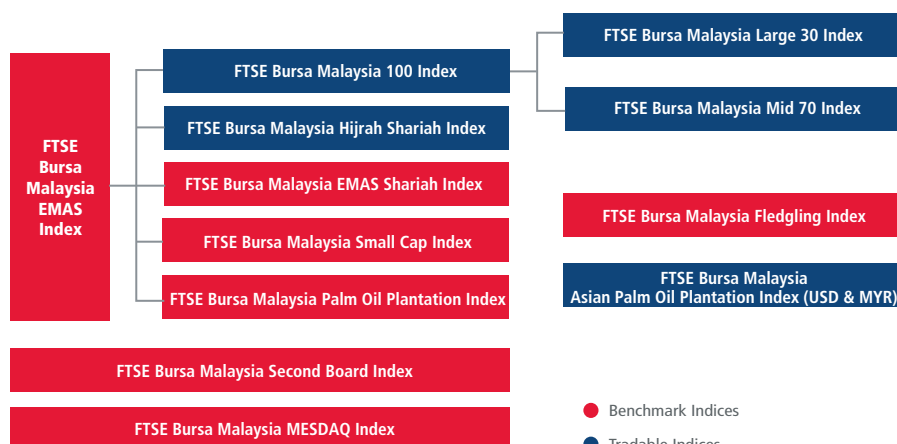 FTSE
Bursa
Malaysia
EMAS
Index
FTSE Bursa Malaysia 100 Index
FTSE Bursa Malaysia Hijrah Shariah Index
FTSE Bursa Malaysia EMAS Shariah Index
FTSE Bursa Malaysia Small Cap Index
FTSE Bursa Malaysia Palm Oil Plantation Index
FTSE Bursa Malaysia Large 30 Index
FTSE Bursa Malaysia Mid 70 Index
FTSE Bursa Malaysia Fledgling Index
FTSE Bursa Malaysia
Asian Palm Oil Plantation Index (USD & MYR)
FTSE Bursa Malaysia Second Board Index
FTSE Bursa Malaysia MESDAQ Index
Benchmark Indices
Tradable Indices